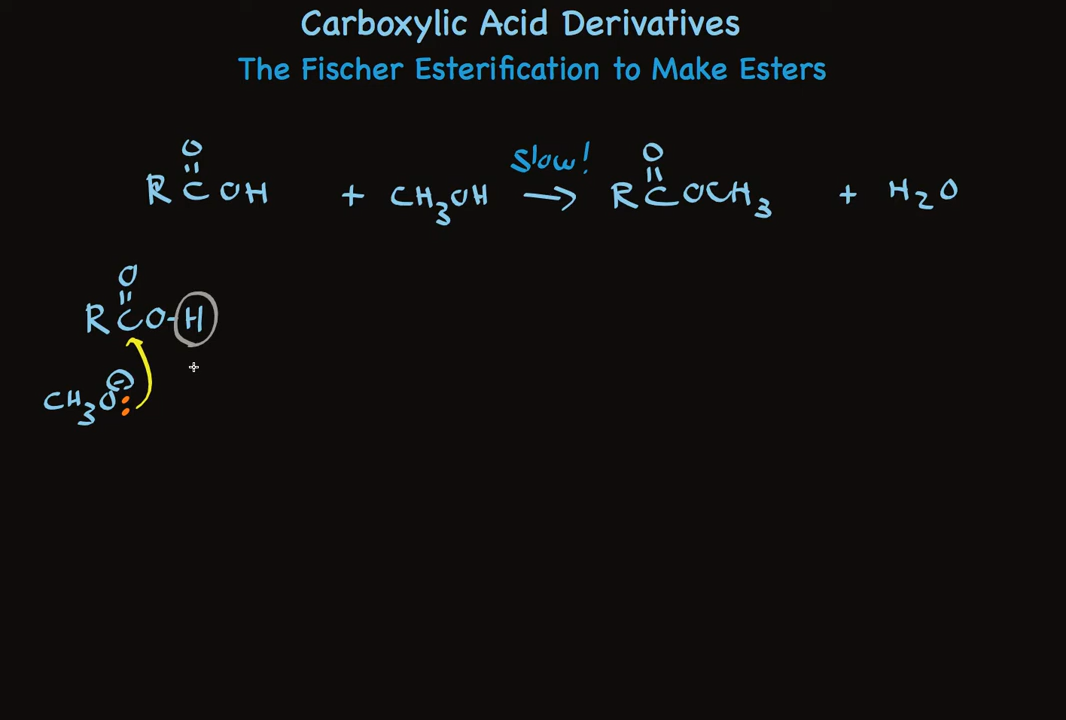 Carboxylic Acid Derivatives
The Fischer Esterification to Make Esters
O Slow! O
||  ||
R C OH + CH3OH → R C OCH3 + H2O
O
||
R C O-H
CH3O⊖: